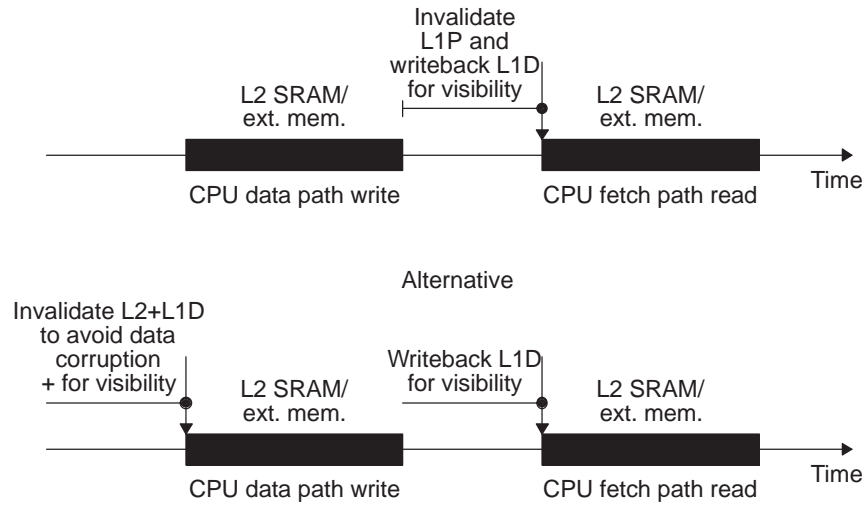 Invalidate
L1P and
writeback L1D
for visibility
L2 SRAM/
ext. mem.
L2 SRAM/
ext. mem.
Time
CPU data path write
CPU fetch path read
Alternative
Invalidate L2+L1D
to avoid data
corruption
+ for visibility
Writeback L1D
for visibility
L2 SRAM/
ext. mem.
L2 SRAM/
ext. mem.
Time
CPU data path write
CPU fetch path read